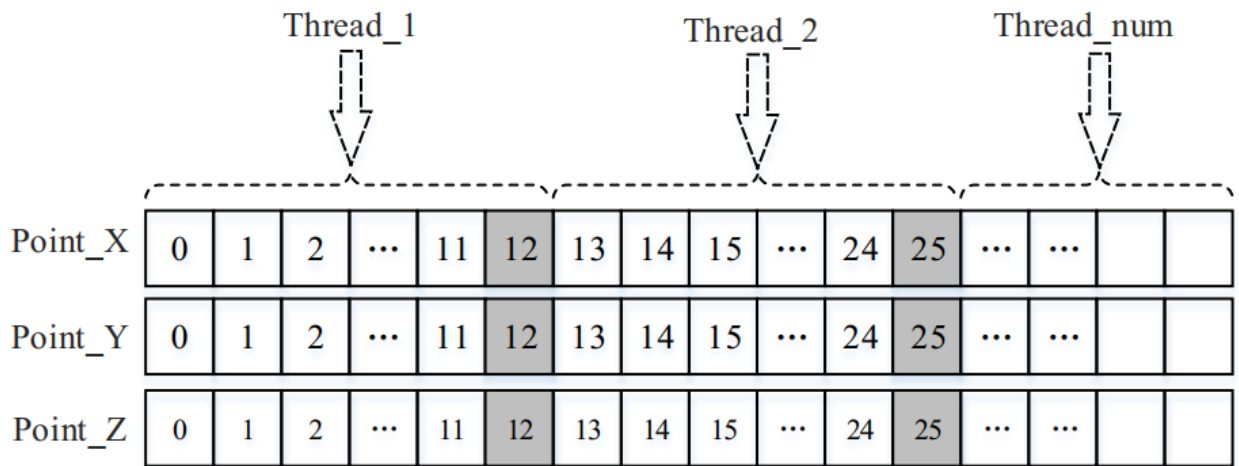 Thread_1 Thread_2 Thread_num
Point_X 0 1 2 ... 11 12 13 14 15 ... 24 25 ... ...
Point_Y 0 1 2 ... 11 12 13 14 15 ... 24 25 ... ...
Point_Z 0 1 2 ... 11 12 13 14 15 ... 24 25 ... ...